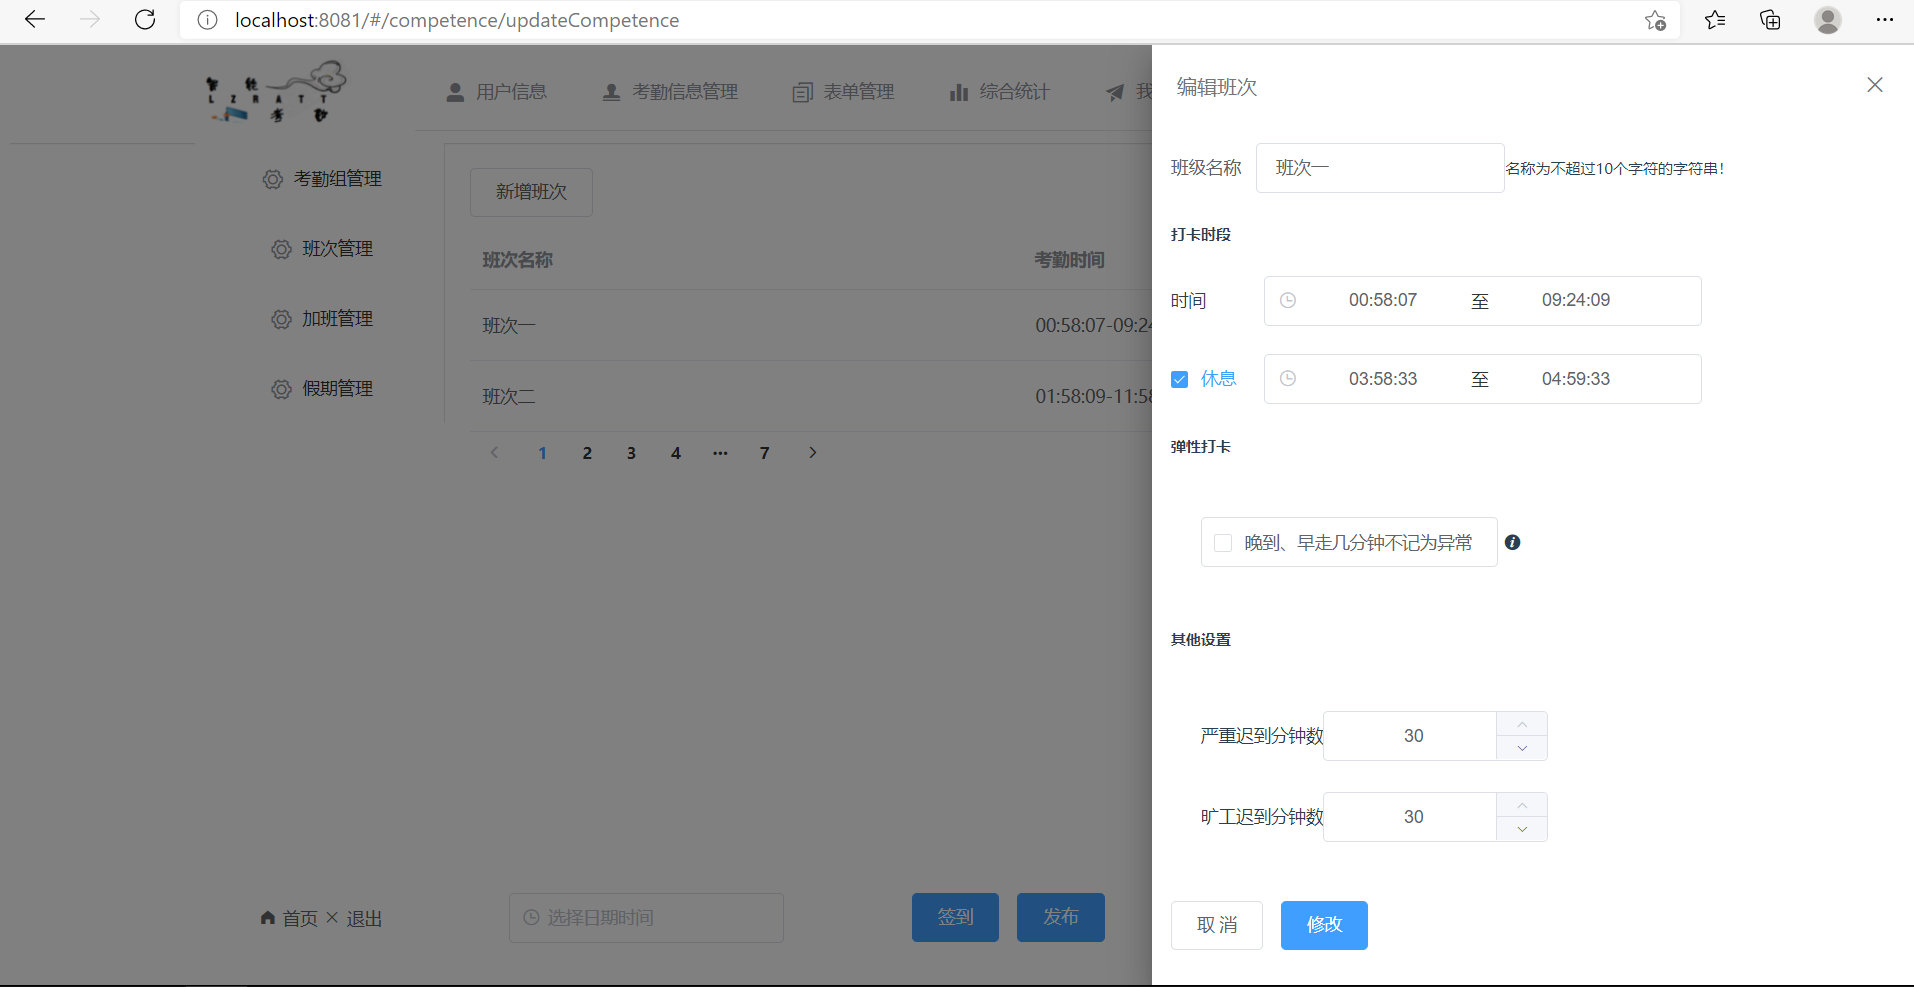 localhost:8081/#/competence/updateCompetence
智能
LZRATT
考勤
用户信息
考勤信息管理
表单管理
综合统计
我
考勤组管理
班次管理
加班管理
假期管理
新增班次
班次名称 考勤时间
班次一 00:58:07-09:24
班次二 01:58:09-11:58
1 2 3 4 ··· 7
首页 退出
选择日期时间
签到
发布
编辑班次
班级名称 班次一 名称为不超过10个字符的字符串!
打卡时段
时间 00:58:07 至 09:24:09
休息 03:58:33 至 04:59:33
弹性打卡
晚到、早走几分钟不记为异常
其他设置
严重迟到分钟数 30
旷工迟到分钟数 30
取消
修改